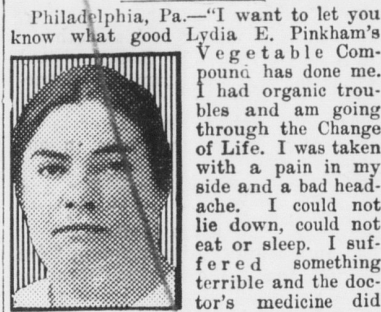 Philadelphia, Pa.—“I want to let you
know what good Lydia E. Pinkham's
Vegetable Com-
pound has done me.
I had organic trou-
bles and am going
through the Change
of Life. I was taken
with a pain in my
side and a bad head-
ache. I could not
lie down, could not
eat or sleep. I suf-
fered something
terrible and the doc-
tor's medicine did